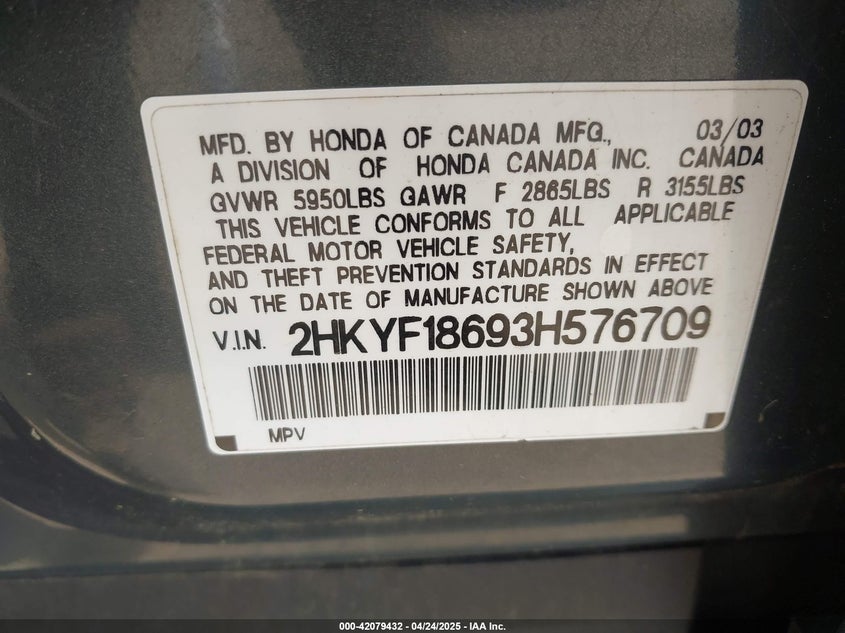 MFD. BY HONDA OF CANADA MFG., 03/03
A DIVISION OF HONDA CANADA INC. CANADA
GVWR 5950LBS GAWR F 2865LBS R 3155LBS
THIS VEHICLE CONFORMS TO ALL APPLICABLE
FEDERAL MOTOR VEHICLE SAFETY,
AND THEFT PREVENTION STANDARDS IN EFFECT
ON THE DATE OF MANUFACTURE SHOWN ABOVE
V.I.N. 2HKYF18693H576709
MPV
000-42079432 - 04/24/2025 - IAA Inc.